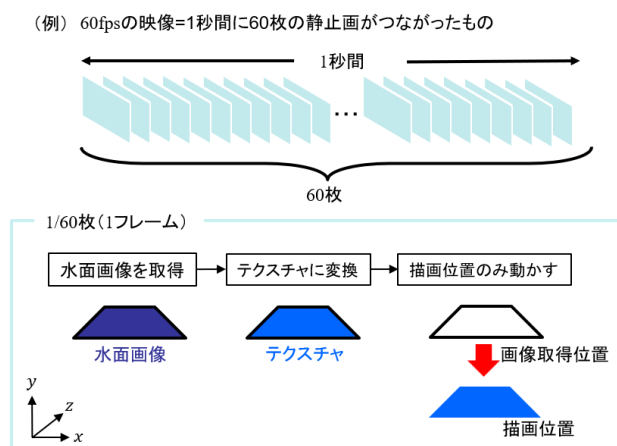 （例） 60fpsの映像=1秒間に60枚の静止画がつながったもの
1秒間
…
60枚
1/60枚(1フレーム)
水面画像を取得
テクスチャに変換
描画位置のみ動かす
水面画像
テクスチャ
画像取得位置
描画位置
y
z
x